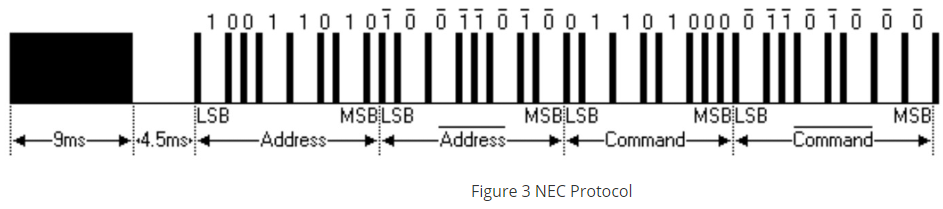 1 0 0 1 1 0 1 0 1̅ 0̅ 0̅ 1̅ 1̅ 0̅ 1̅ 0̅ 0 1 1 0 1 0 0 0 0̅ 1̅ 1̅ 0̅ 1̅ 0̅ 0̅ 0̅
LSB MSB LSB MSB LSB MSB LSB MSB
9ms 4.5ms Address A̅d̅d̅r̅e̅s̅s̅ Command C̅o̅m̅m̅a̅n̅d̅
Figure 3 NEC Protocol